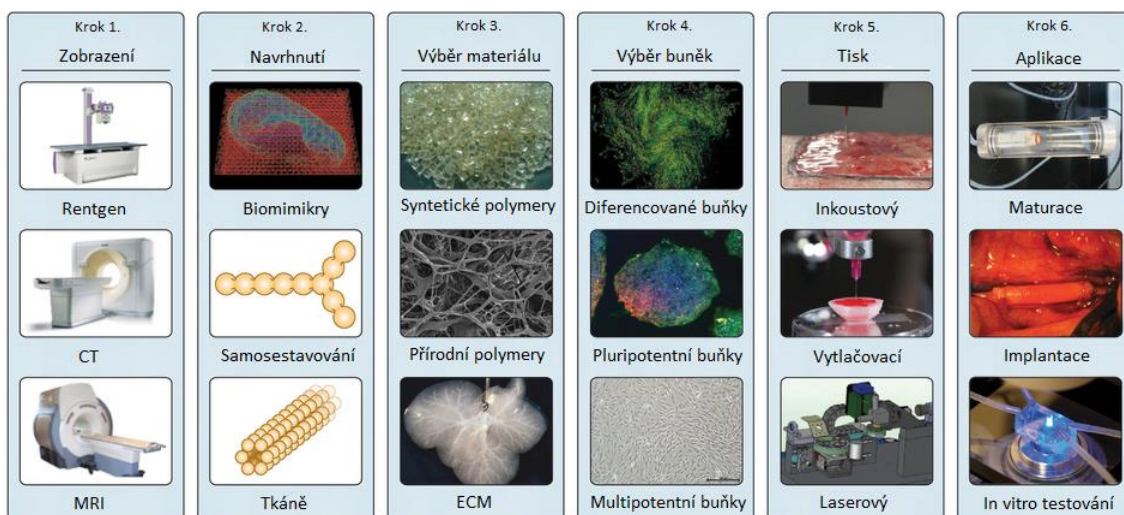 Krok 1.
Zobrazení
Rentgen
CT
MRI
Krok 2.
Navrhnutí
Biomimikry
Samosestavování
Tkáně
Krok 3.
Výběr materiálu
Syntetické polymery
Přírodní polymery
ECM
Krok 4.
Výběr buněk
Diferencované buňky
Pluripotentní buňky
Multipotentní buňky
Krok 5.
Tisk
Inkoustový
Vytlačovací
Laserový
Krok 6.
Aplikace
Maturace
Implantace
In vitro testování